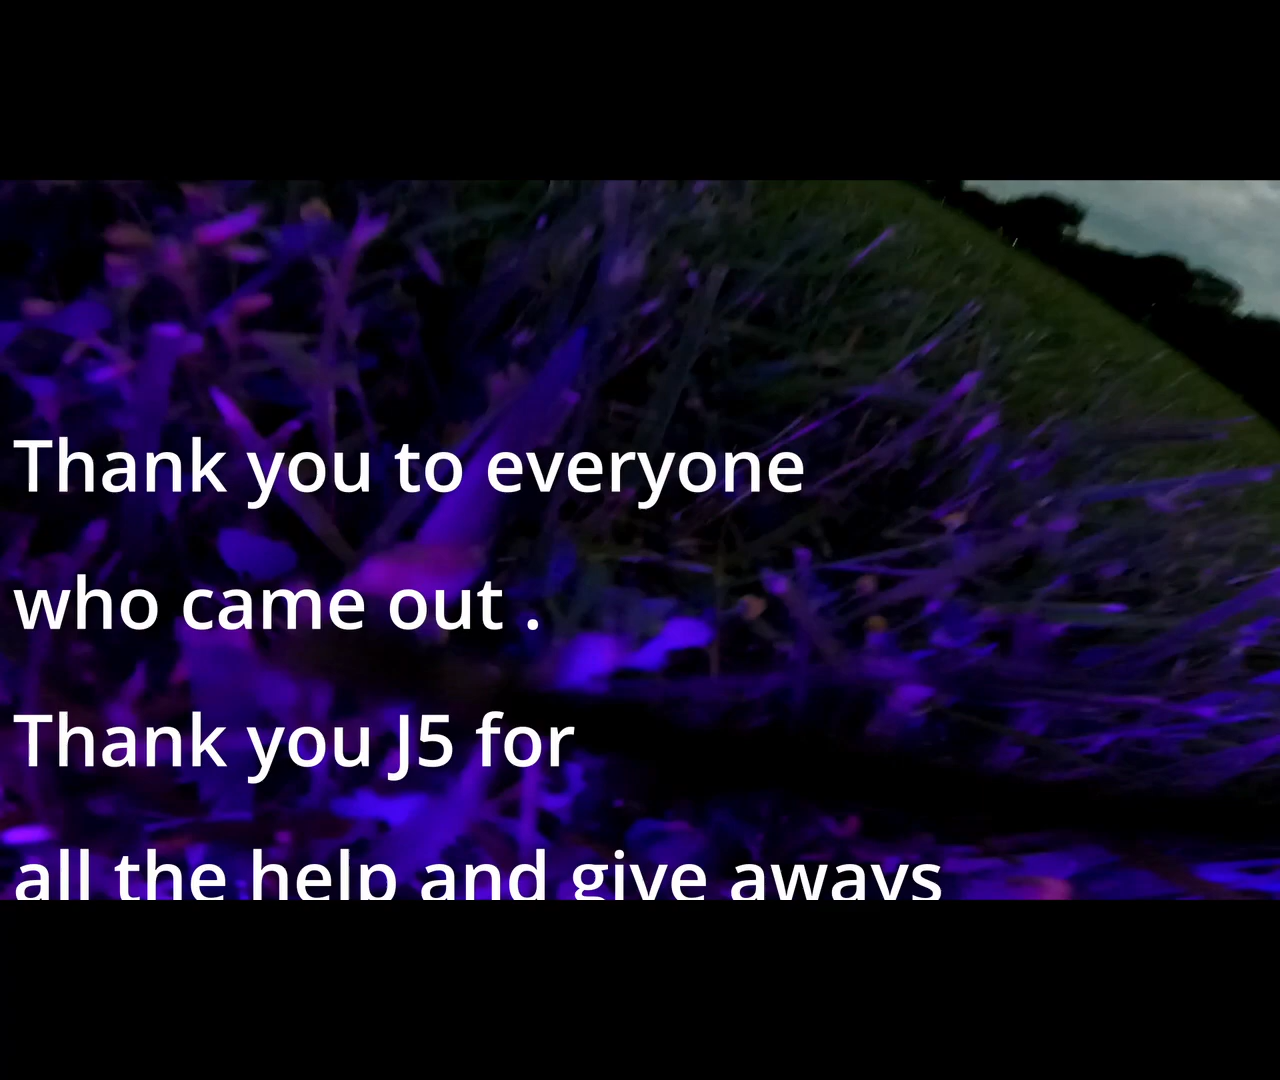 Thank you to everyone
who came out .
Thank you J5 for
all the help and give aways